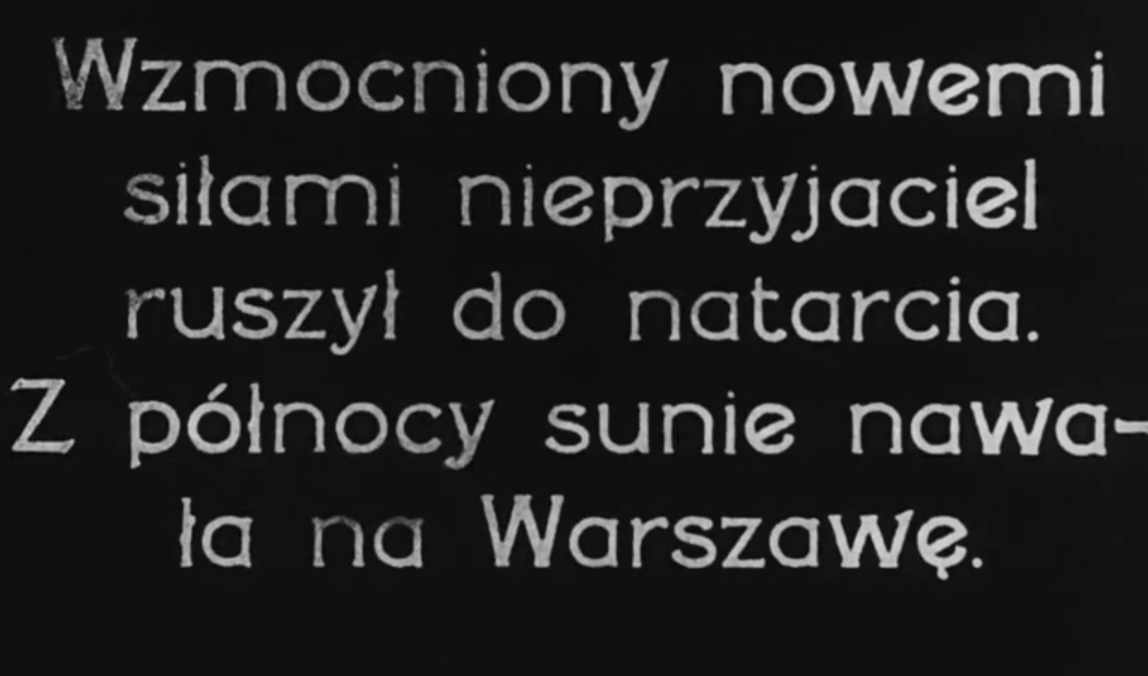 Wzmocniony nowemi
siłami nieprzyjaciel
ruszył do natarcia.
Z północy sunie nawa-
ła na Warszawę.